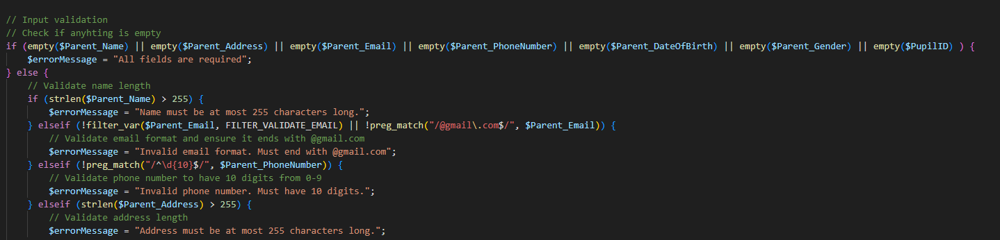 // Input validation
// Check if anyhting is empty
if (empty($Parent_Name) || empty($Parent_Address) || empty($Parent_Email) || empty($Parent_PhoneNumber) || empty($Parent_DateOfBirth) || empty($Parent_Gender) || empty($PupilID) ) {
    $errorMessage = "All fields are required";
} else {
    // Validate name length
    if (strlen($Parent_Name) > 255) {
        $errorMessage = "Name must be at most 255 characters long.";
    } elseif (!filter_var($Parent_Email, FILTER_VALIDATE_EMAIL) || !preg_match("/@gmail\.com$/", $Parent_Email)) {
        // Validate email format and ensure it ends with @gmail.com
        $errorMessage = "Invalid email format. Must end with @gmail.com";
    } elseif (!preg_match("/^\d{10}$/", $Parent_PhoneNumber)) {
        // Validate phone number to have 10 digits from 0-9
        $errorMessage = "Invalid phone number. Must have 10 digits.";
    } elseif (strlen($Parent_Address) > 255) {
        // Validate address length
        $errorMessage = "Address must be at most 255 characters long.";